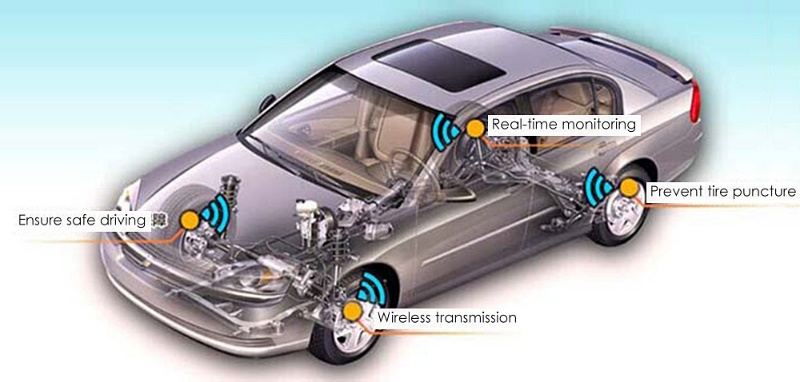 Real-time monitoring
Prevent tire puncture
Ensure safe driving
Wireless transmission